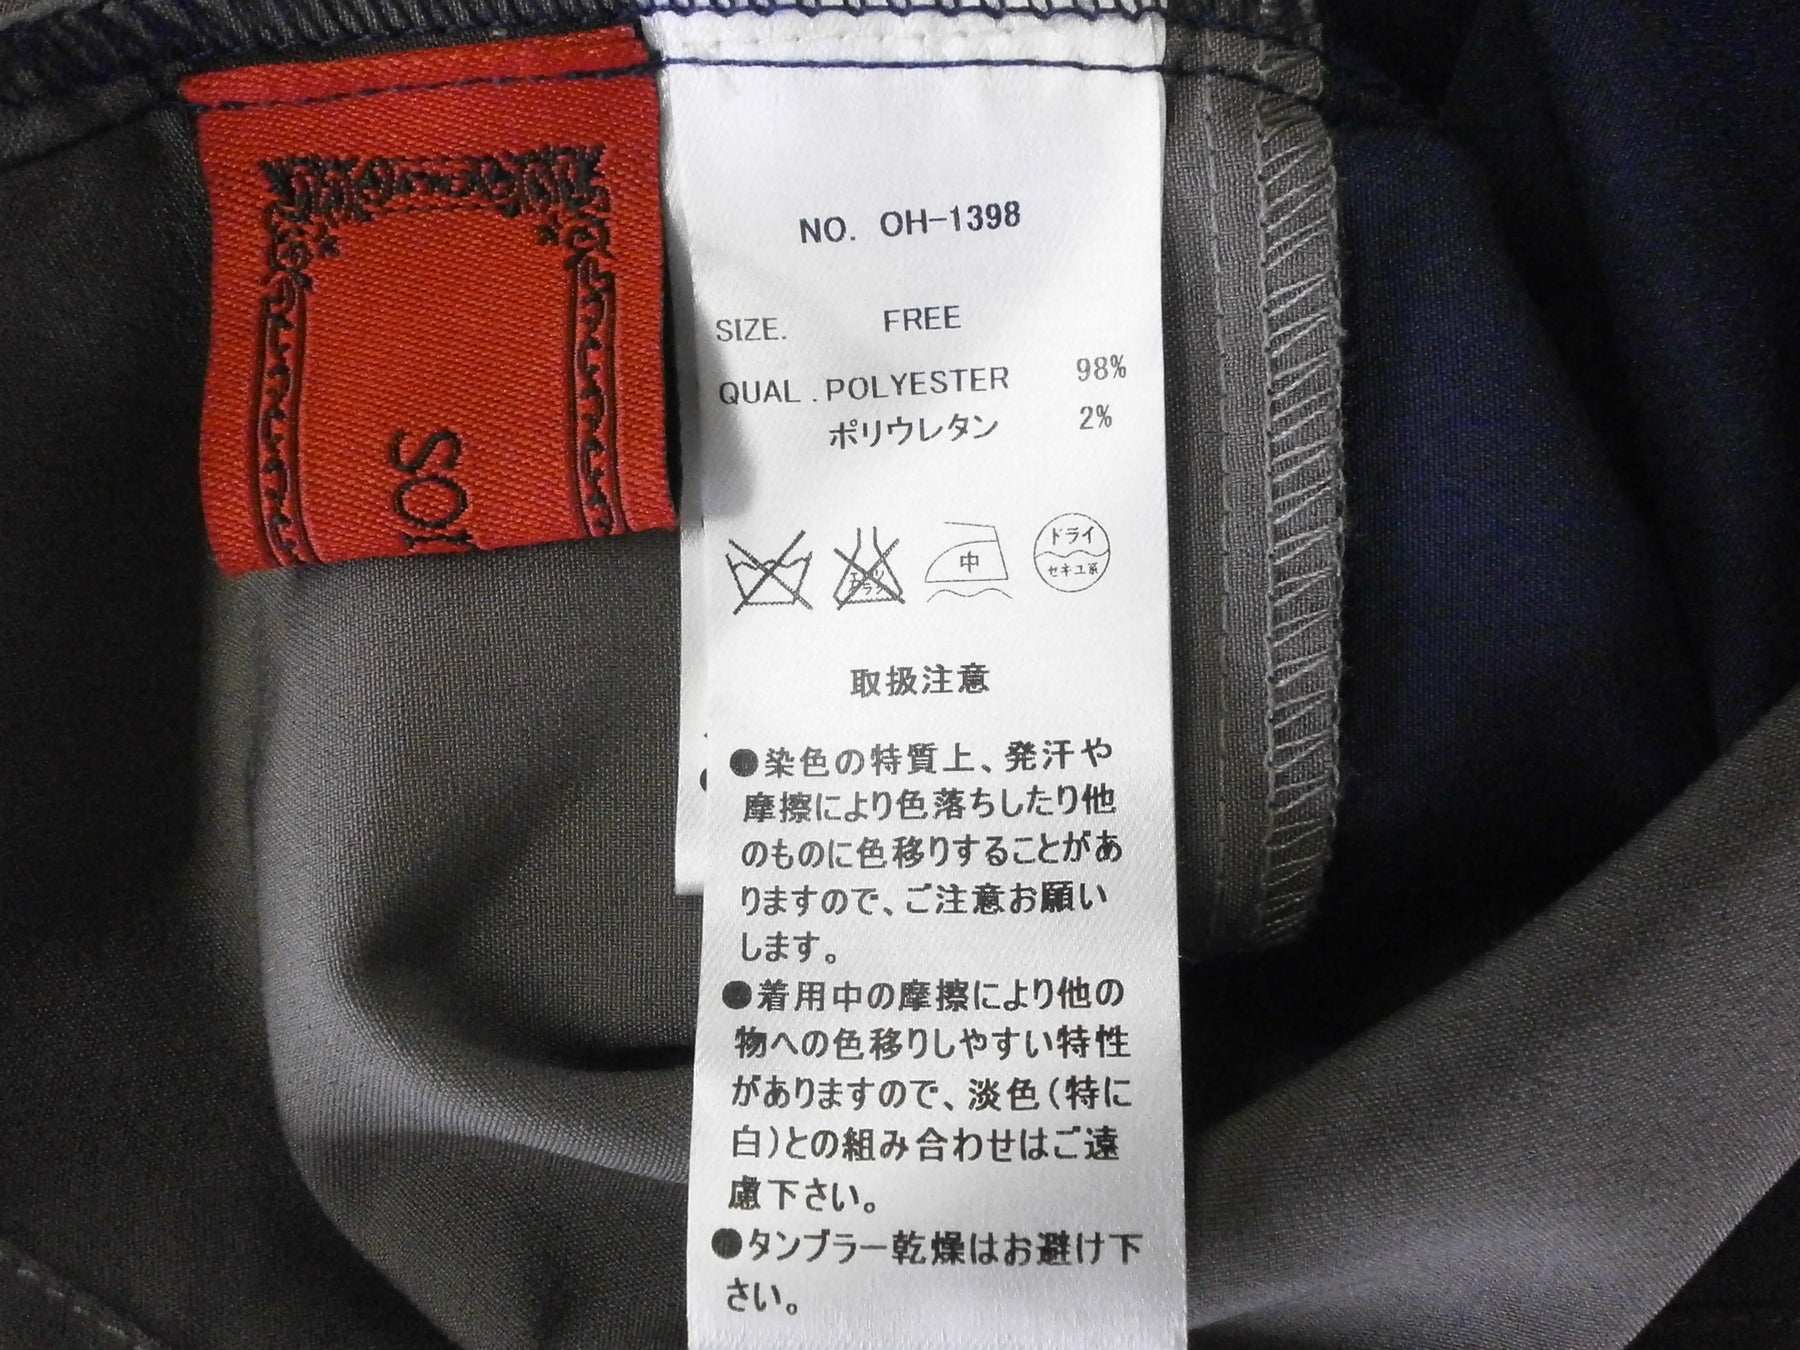 NO. OH-1398
SIZE. FREE
QUAL. POLYESTER 98%
ポリウレタン 2%
中
ドライ
セキユ系
取扱注意
●染色の特質上、発汗や
摩擦により色落ちしたり他
のものに色移りすることがあ
りますので、ご注意お願い
します。
●着用中の摩擦により他の
物への色移りしやすい特性
がありますので、淡色(特に
白)との組み合わせはご遠
慮下さい。
●タンブラー乾燥はお避け下
さい。